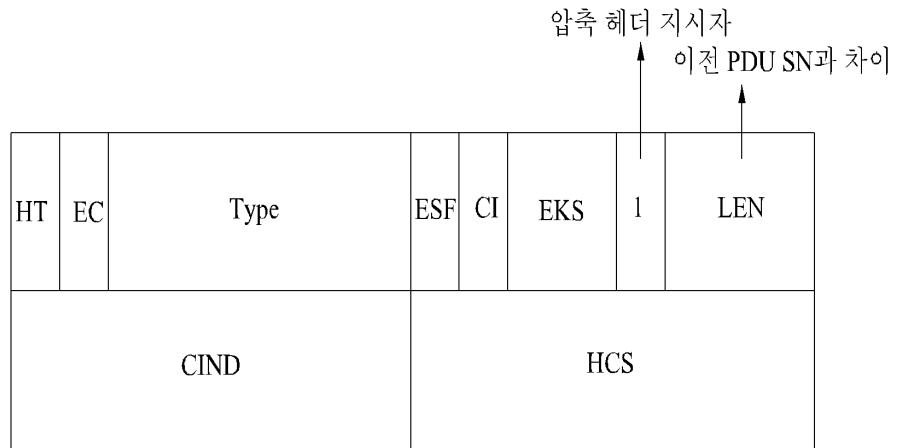 압축 헤더 지시자
이전 PDU SN과 차이
HT EC Type ESF CI EKS 1 LEN
CIND HCS